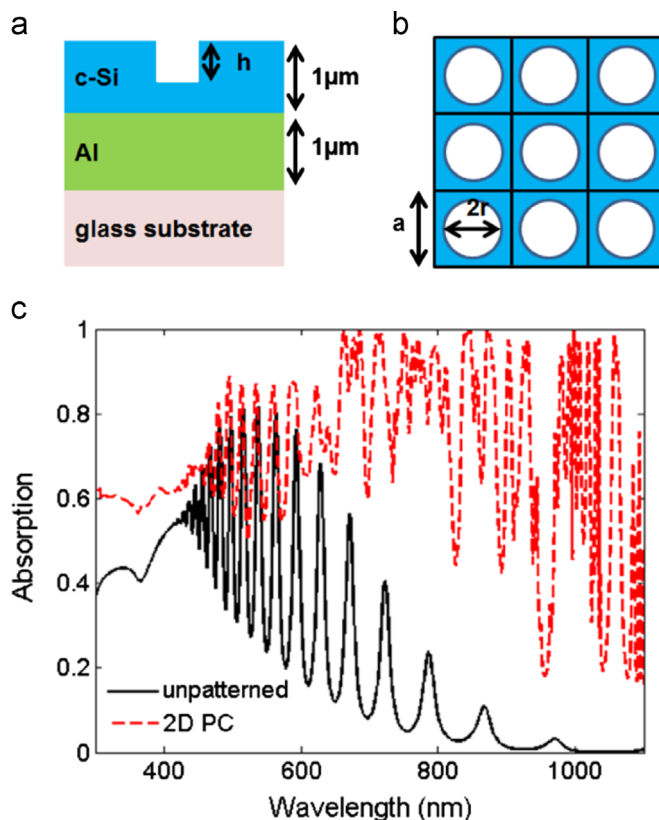 a
b
c-Si
h
1μm
Al
1μm
glass substrate
2r
a
c
1
0.8
0.6
0.4
0.2
0
Absorption
unpatterned
2D PC
400
600
800
1000
Wavelength (nm)